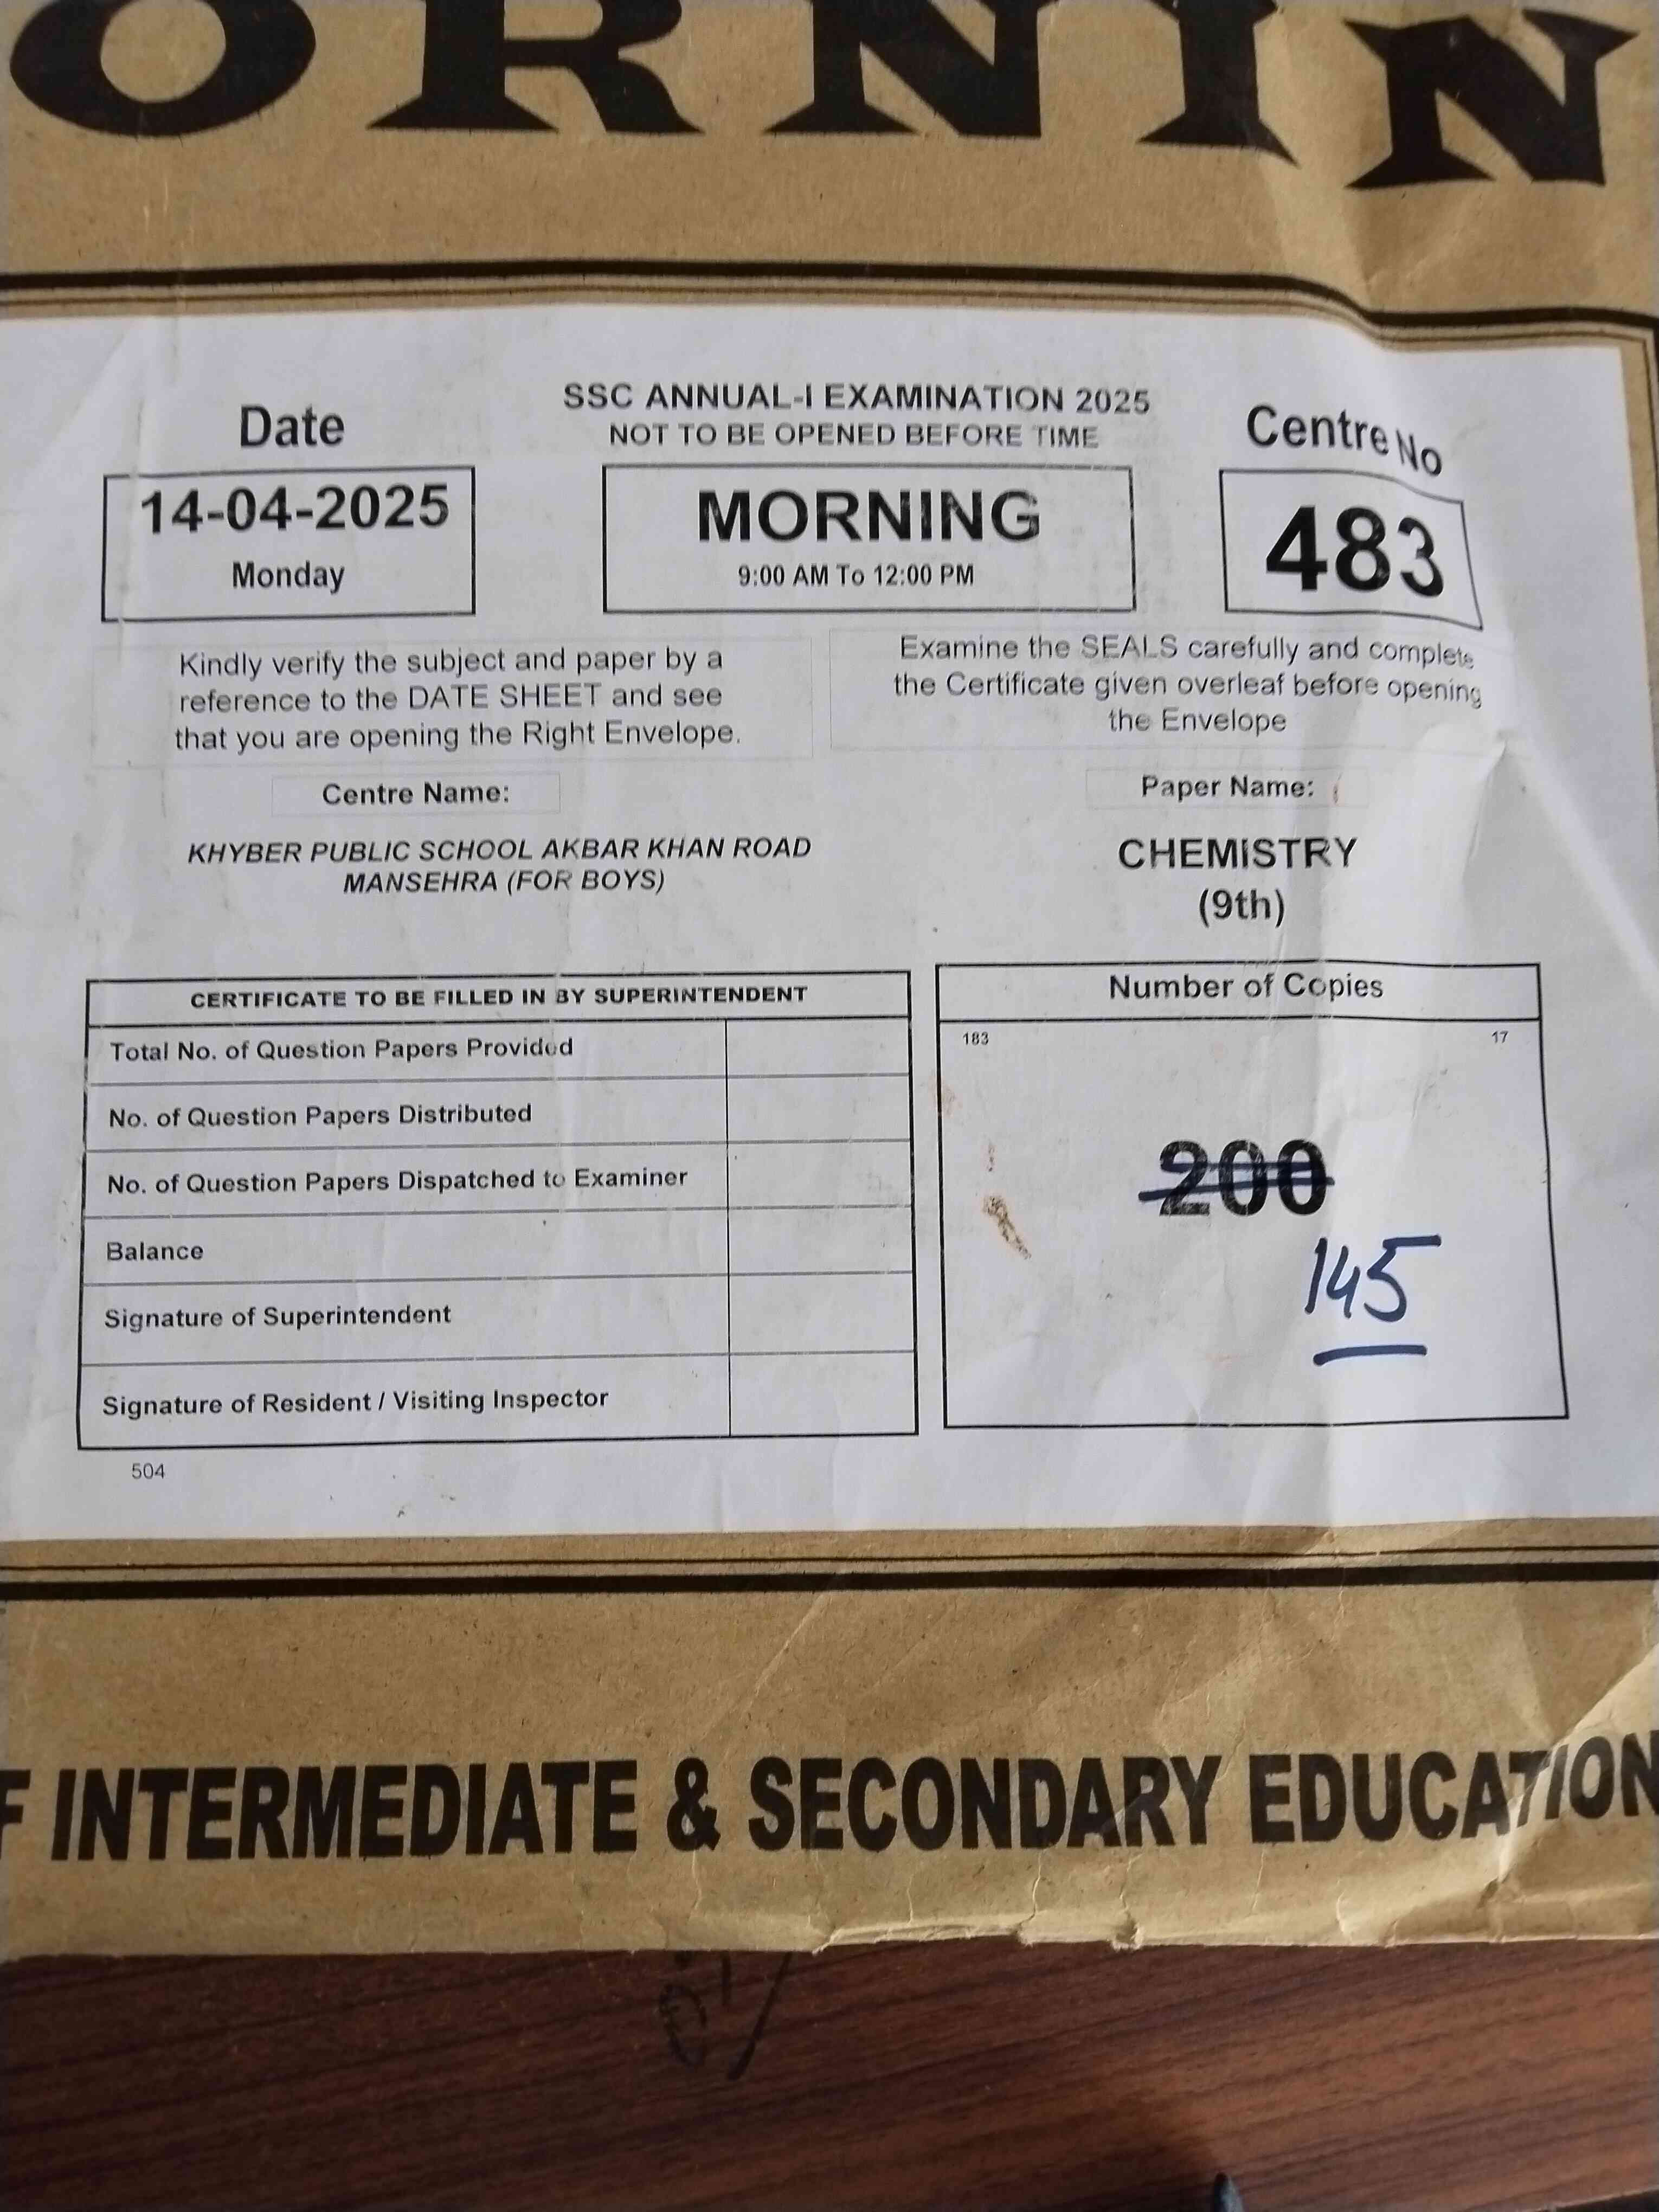 ORNIN
SSC ANNUAL-I EXAMINATION 2025
NOT TO BE OPENED BEFORE TIME
Date
14-04-2025
Monday
MORNING
9:00 AM To 12:00 PM
Centre No
483
Kindly verify the subject and paper by a
reference to the DATE SHEET and see
that you are opening the Right Envelope.
Examine the SEALS carefully and complete
the Certificate given overleaf before opening
the Envelope
Centre Name:
KHYBER PUBLIC SCHOOL AKBAR KHAN ROAD
MANSEHRA (FOR BOYS)
Paper Name:
CHEMISTRY
(9th)
CERTIFICATE TO BE FILLED IN BY SUPERINTENDENT
Total No. of Question Papers Provided
No. of Question Papers Distributed
No. of Question Papers Dispatched to Examiner
Balance
Signature of Superintendent
Signature of Resident / Visiting Inspector
504
Number of Copies
183 17
200
145
F INTERMEDIATE & SECONDARY EDUCATION